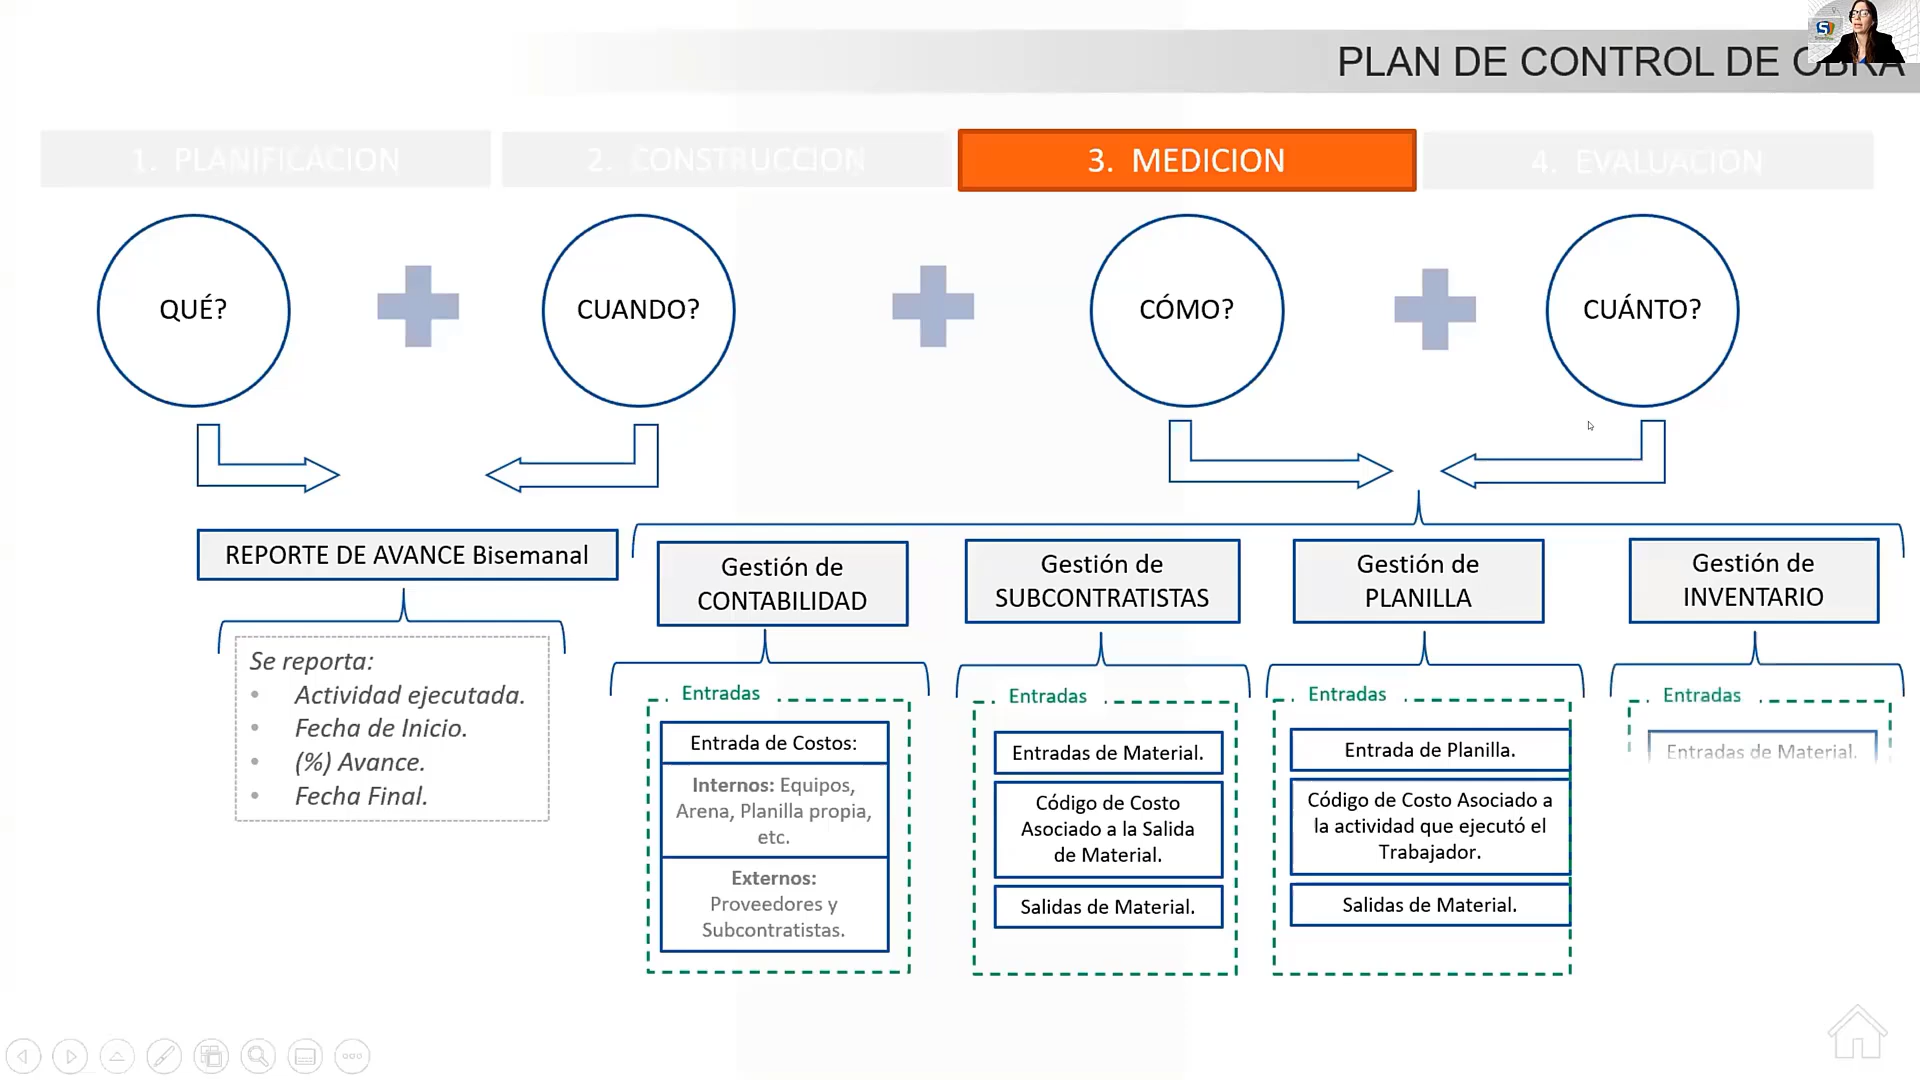 PLAN DE CONTROL DE OBRA
1. PLANIFICACION
2. CONSTRUCCION
3. MEDICION
4. EVALUACION
QUÉ?
CUANDO?
CÓMO?
CUÁNTO?
REPORTE DE AVANCE Bisemanal
Se reporta:
• Actividad ejecutada.
• Fecha de Inicio.
• (%) Avance.
• Fecha Final.
Gestión de
CONTABILIDAD
Entradas
Entrada de Costos:
Internos: Equipos,
Arena, Planilla propia,
etc.
Externos:
Proveedores y
Subcontratistas.
Gestión de
SUBCONTRATISTAS
Entradas
Entradas de Material.
Código de Costo
Asociado a la Salida
de Material.
Salidas de Material.
Gestión de
PLANILLA
Entradas
Entrada de Planilla.
Código de Costo Asociado a
la actividad que ejecutó el
Trabajador.
Salidas de Material.
Gestión de
INVENTARIO
Entradas
Entradas de Material.